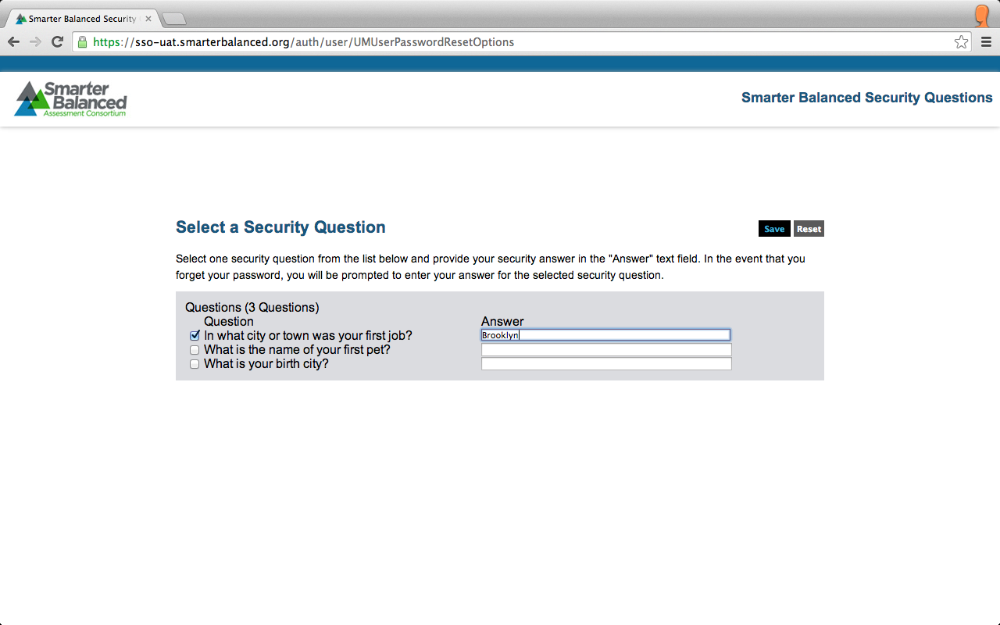 Smarter Balanced Security
https://sso-uat.smarterbalanced.org/auth/user/UMUserPasswordResetOptions
Smarter
Balanced
Assessment Consortium
Smarter Balanced Security Questions
Select a Security Question
Save Reset
Select one security question from the list below and provide your security answer in the "Answer" text field. In the event that you
forget your password, you will be prompted to enter your answer for the selected security question.
Questions (3 Questions)
Question Answer
In what city or town was your first job? Brooklyn
What is the name of your first pet?
What is your birth city?